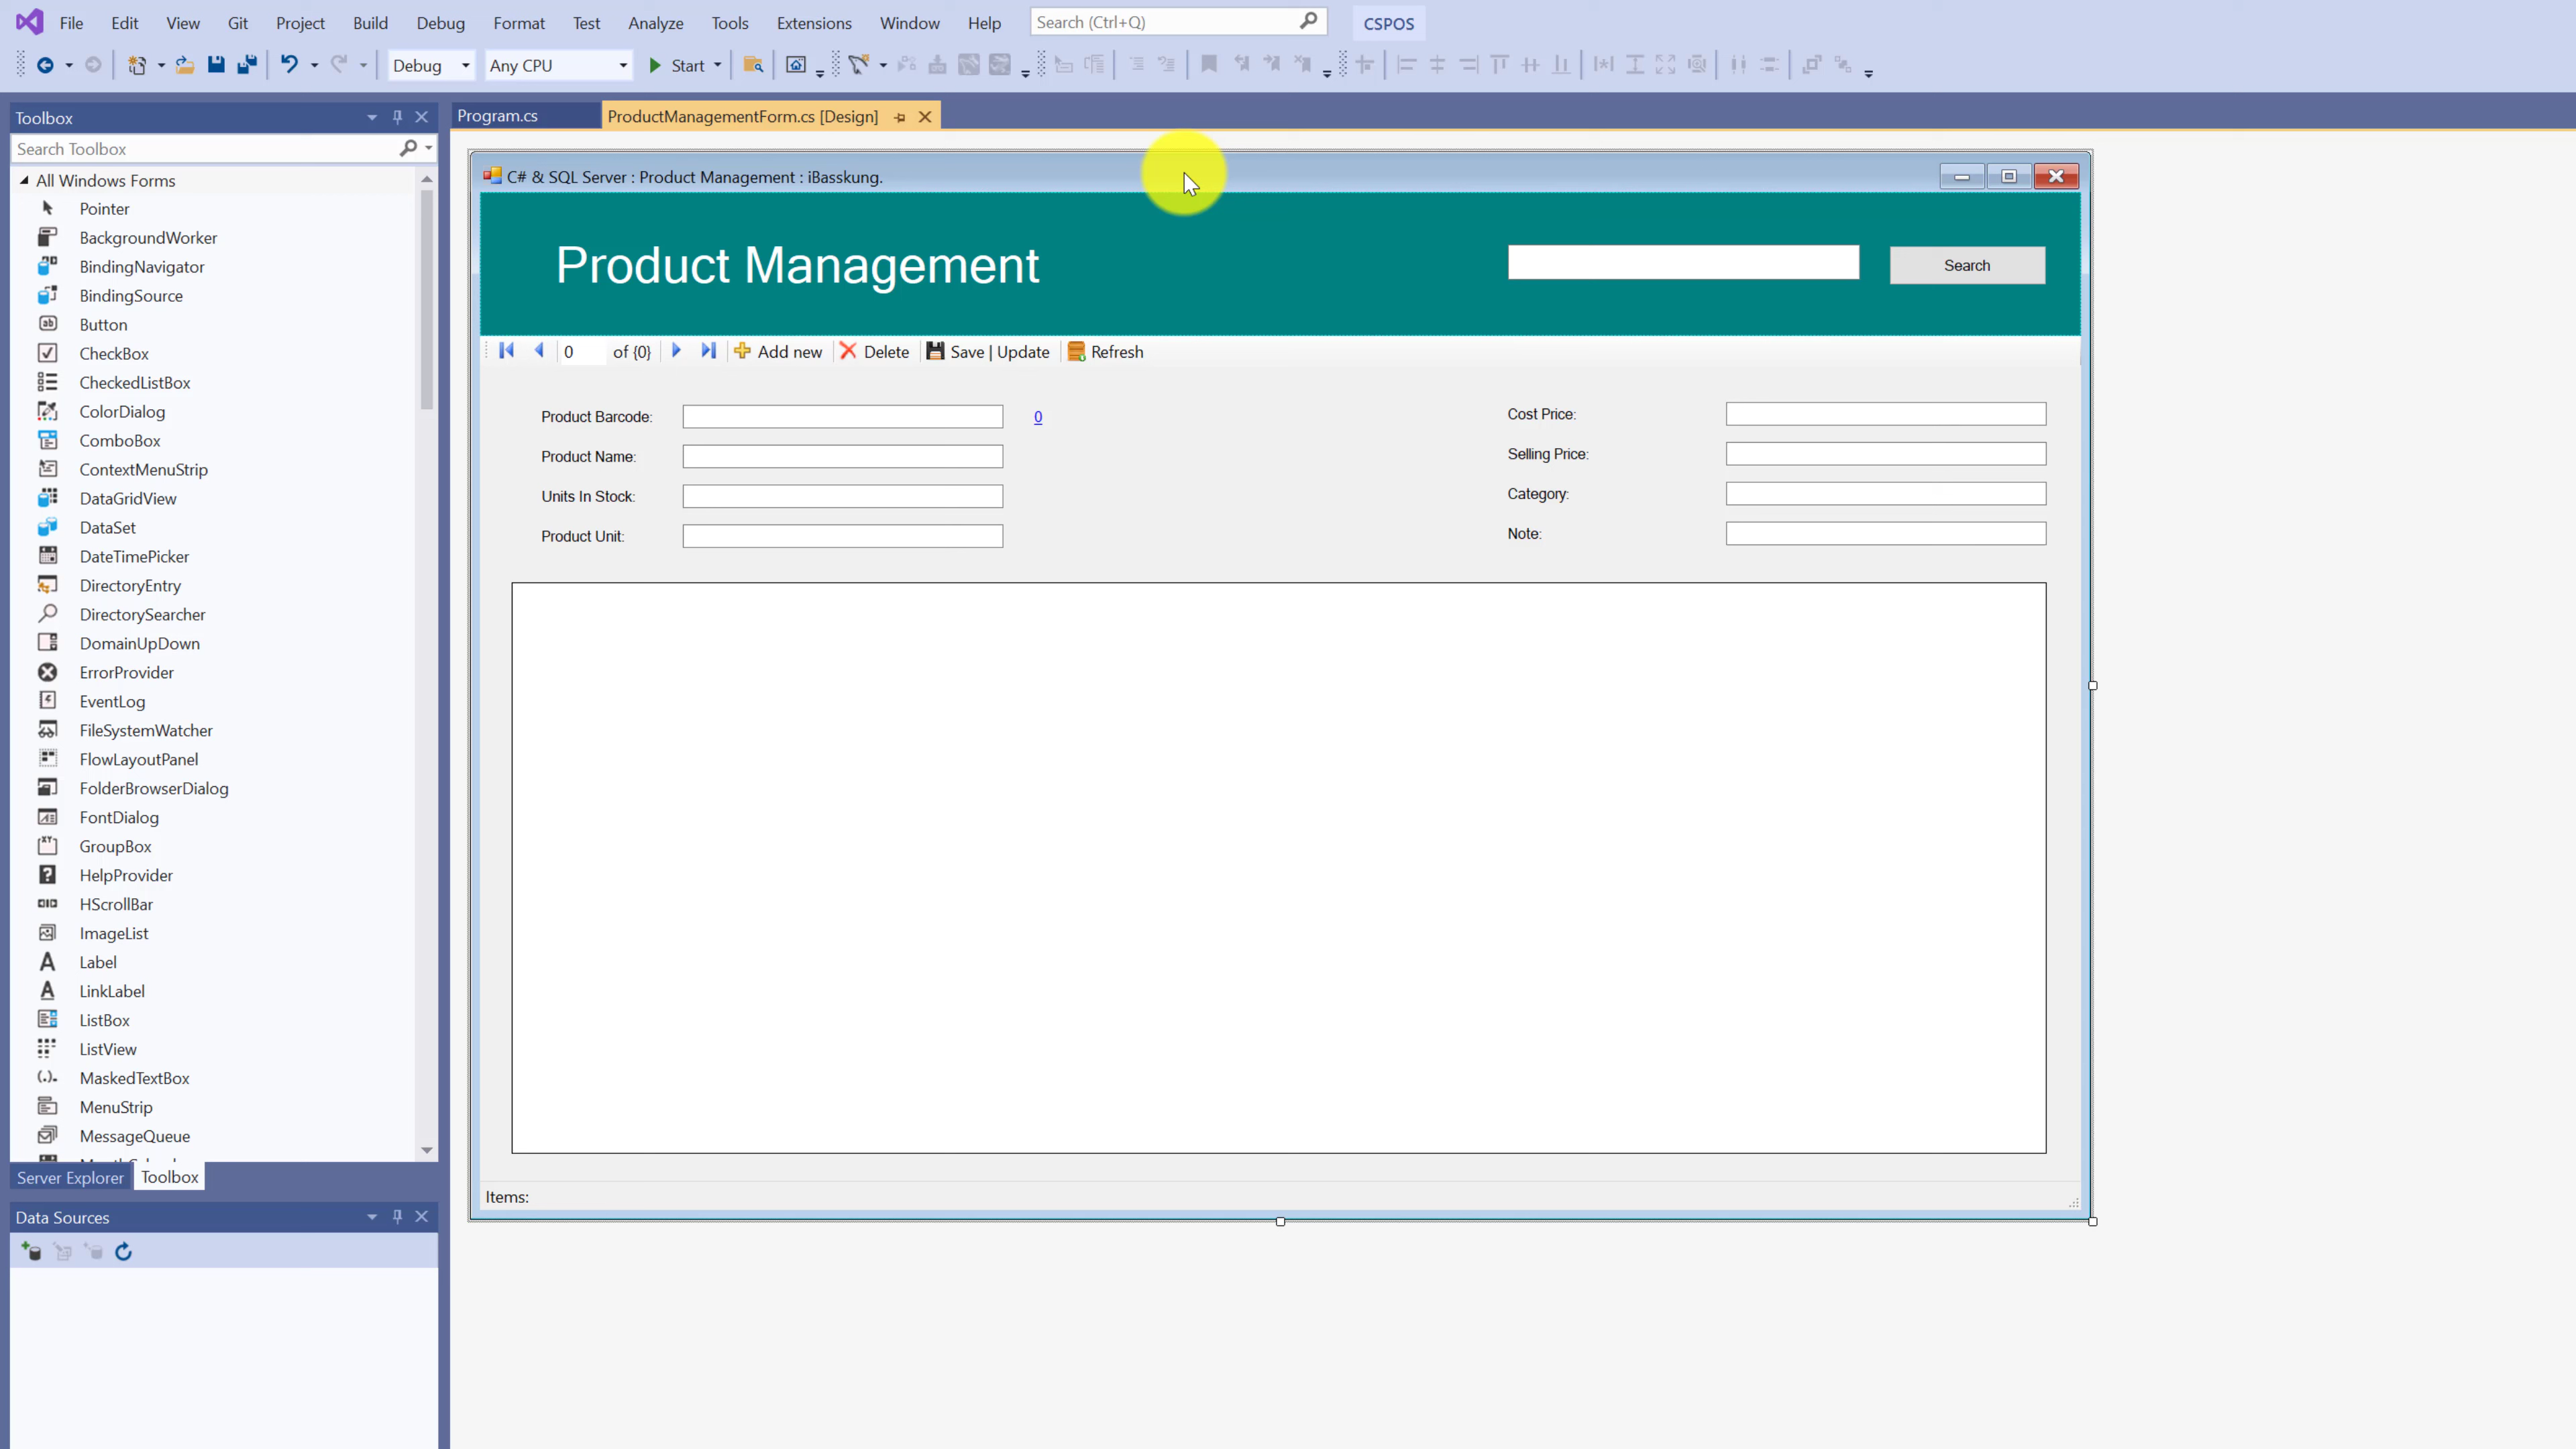 File Edit View Git Project Build Debug Format Test Analyze Tools Extensions Window Help Search (Ctrl+Q) CSPOS
Debug Any CPU Start
Toolbox
Search Toolbox
All Windows Forms
Pointer
BackgroundWorker
BindingNavigator
BindingSource
Button
CheckBox
CheckedListBox
ColorDialog
ComboBox
ContextMenuStrip
DataGridView
DataSet
DateTimePicker
DirectoryEntry
DirectorySearcher
DomainUpDown
ErrorProvider
EventLog
FileSystemWatcher
FlowLayoutPanel
FolderBrowserDialog
FontDialog
GroupBox
HelpProvider
HScrollBar
ImageList
Label
LinkLabel
ListBox
ListView
MaskedTextBox
MenuStrip
MessageQueue
Server Explorer Toolbox
Data Sources
Program.cs ProductManagementForm.cs [Design]
C# & SQL Server : Product Management : iBasskung.
Product Management Search
0 of {0} Add new Delete Save | Update Refresh
Product Barcode: 0 Cost Price:
Product Name: Selling Price:
Units In Stock: Category:
Product Unit: Note:
Items: